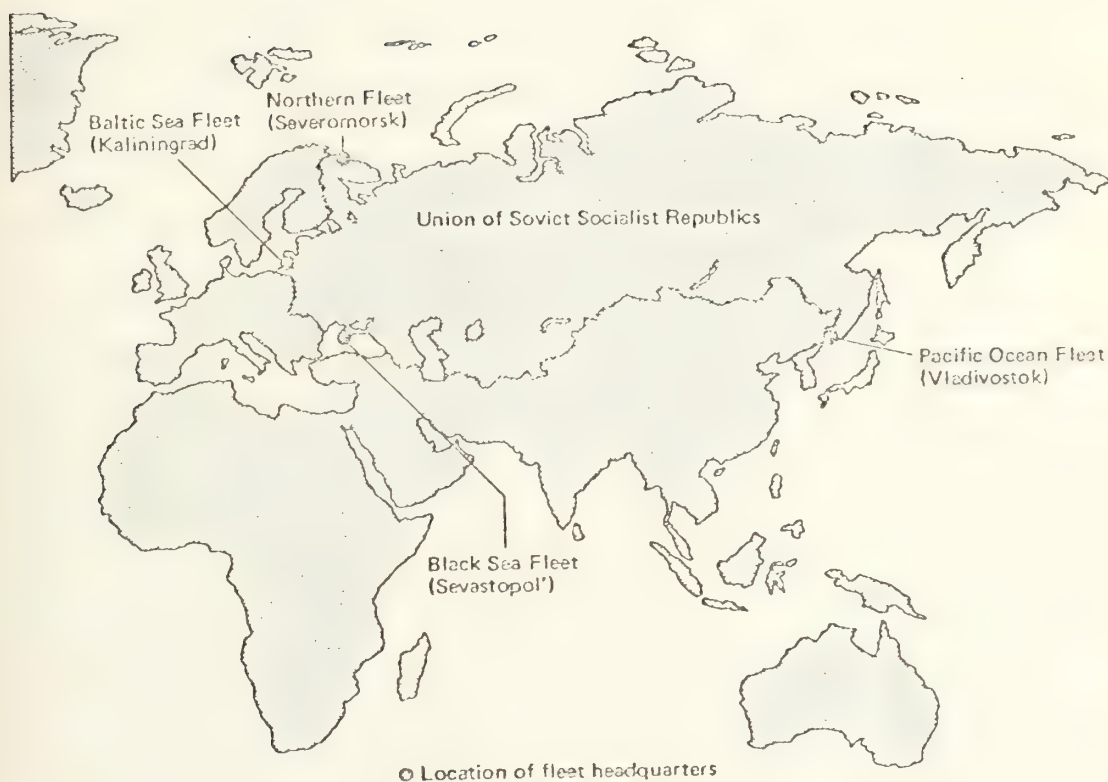 Northern Fleet
(Severomorsk)
Baltic Sea Fleet
(Kaliningrad)
Union of Soviet Socialist Republics
Pacific Ocean Fleet
(Vladivostok)
Black Sea Fleet
(Sevastopol')
Location of fleet headquarters